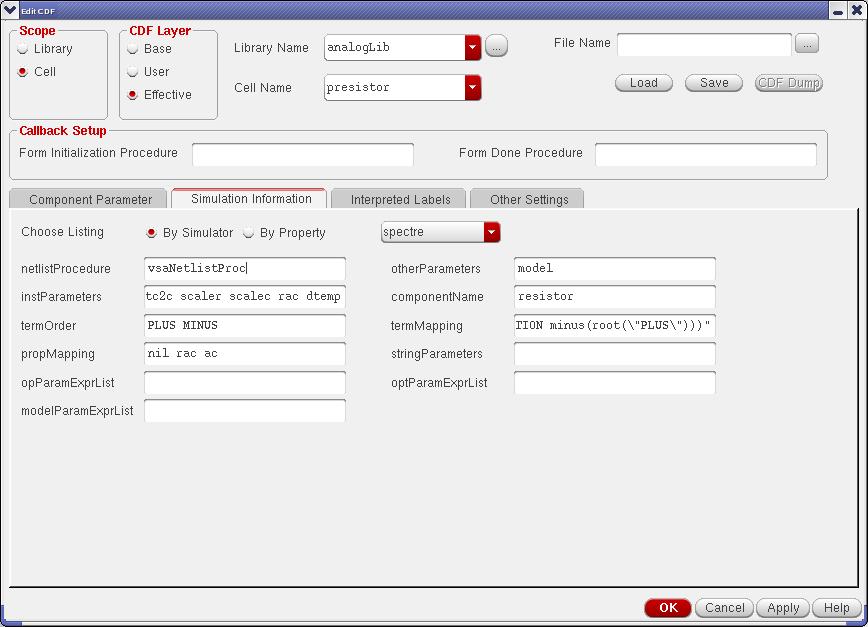 Edit CDF
Scope
Library
Cell
CDF Layer
Base
User
Effective
Library Name analogLib ...
Cell Name presistor
File Name ...
Load Save CDF Dump
Callback Setup
Form Initialization Procedure Form Done Procedure
Component Parameter Simulation Information Interpreted Labels Other Settings
Choose Listing By Simulator By Property spectre
netlistProcedure vsaNetlistProc otherParameters model
instParameters tc2c scaler scalec rac dtemp componentName resistor
termOrder PLUS MINUS termMapping TION minus(root(\"PLUS\")))"
propMapping nil rac ac stringParameters
opParamExprList optParamExprList
modelParamExprList
OK Cancel Apply Help